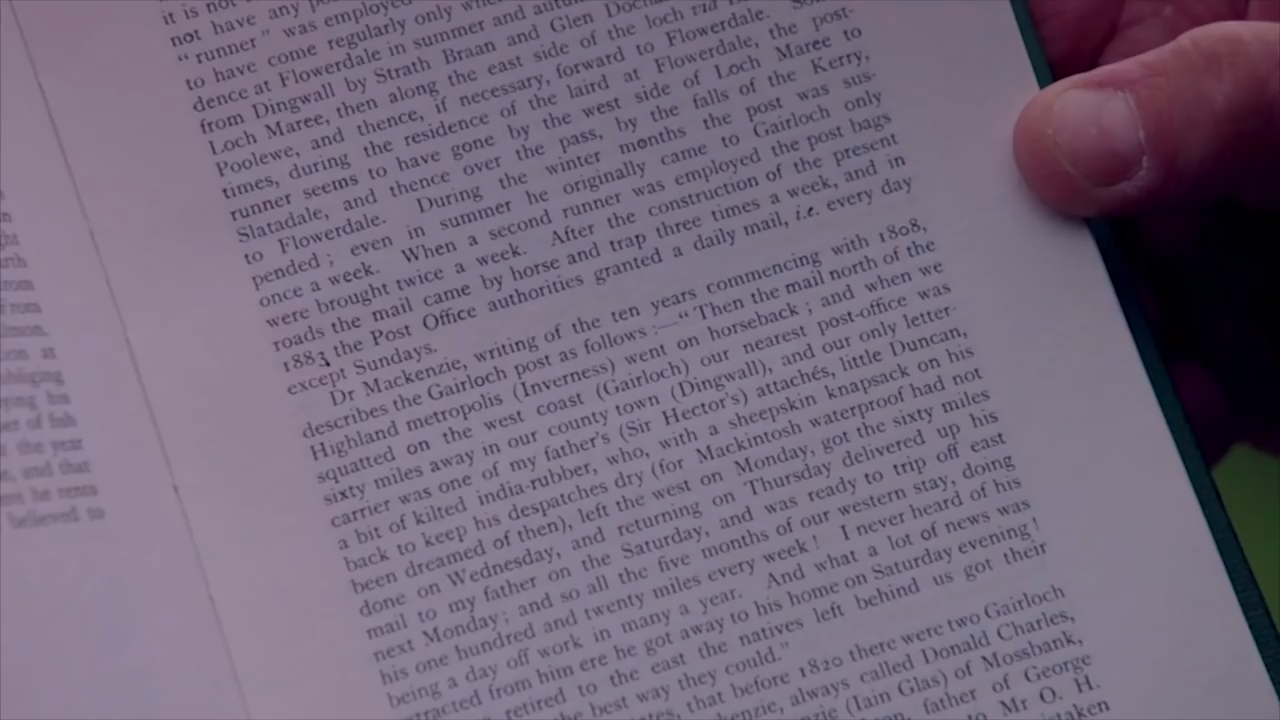 it is not
not have any
"runner" was employed
to have come regularly only
dence at Flowerdale in summer and
from Dingwall by Strath Braan and Glen
Loch Maree, then along the east side of the loch via
Poolewe, and thence, if necessary, forward to Flowerdale.
times, during the residence of the laird at Flowerdale, the post-
runner seems to have gone by the west side of Loch Maree to
Slatadale, and thence over the pass, by the falls of the Kerry,
to Flowerdale. During the winter months the post was sus-
pended; even in summer he originally came to Gairloch only
once a week. When a second runner was employed the post bags
were brought twice a week. After the construction of the present
roads the mail came by horse and trap three times a week, and in
1883 the Post Office authorities granted a daily mail, i.e. every day
except Sundays.
Dr Mackenzie, writing of the ten years commencing with 1808,
describes the Gairloch post as follows:—"Then the mail north of the
Highland metropolis (Inverness) went on horseback; and when we
squatted on the west coast (Gairloch) our nearest post-office was
sixty miles away in our county town (Dingwall), and our only letter-
carrier was one of my father's (Sir Hector's) attachés, little Duncan,
a bit of kilted india-rubber, who, with a sheepskin knapsack on his
back to keep his despatches dry (for Mackintosh waterproof had not
been dreamed of then), left the west on Monday, got the sixty miles
done on Wednesday, and returning on Thursday delivered up his
mail to my father on the Saturday, and was ready to trip off east
next Monday; and so all the five months of our western stay, doing
his one hundred and twenty miles every week! I never heard of his
being a day off work in many a year. And what a lot of news was
from him ere he got away to his home on Saturday evening!
retired to the east the natives left behind us got their
best way they could."
that before 1820 there were two Gairloch
always called Donald Charles,
(Iain Glas) of Mossbank,
father of George
Mr O. H.